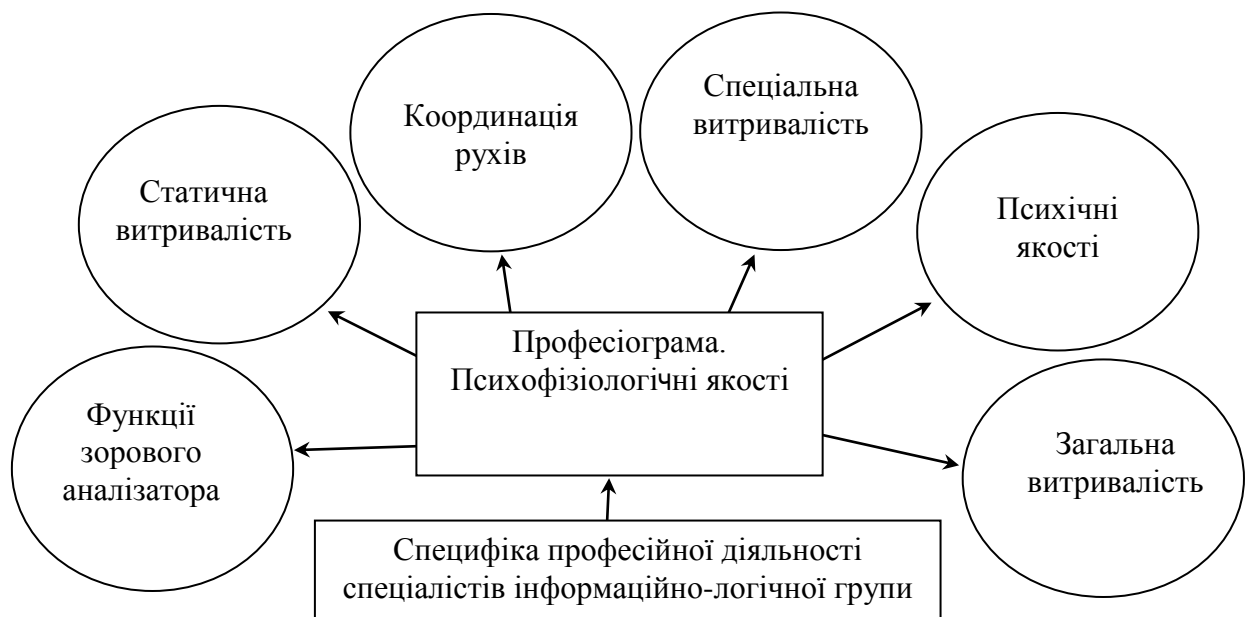 Спеціальна
витривалість
Координація
рухів
Статична
витривалість
Психічні
якості
Професіограма.
Психофізіологічні якості
Функції
зорового
аналізатора
Загальна
витривалість
Специфіка професійної діяльності
спеціалістів інформаційно-логічної групи